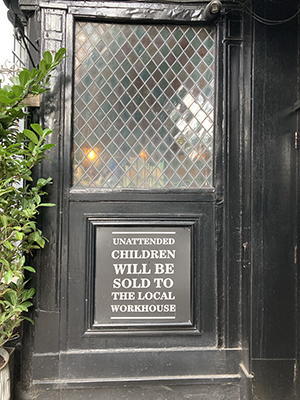 UNATTENDED
CHILDREN
WILL BE
SOLD TO
THE LOCAL
WORKHOUSE